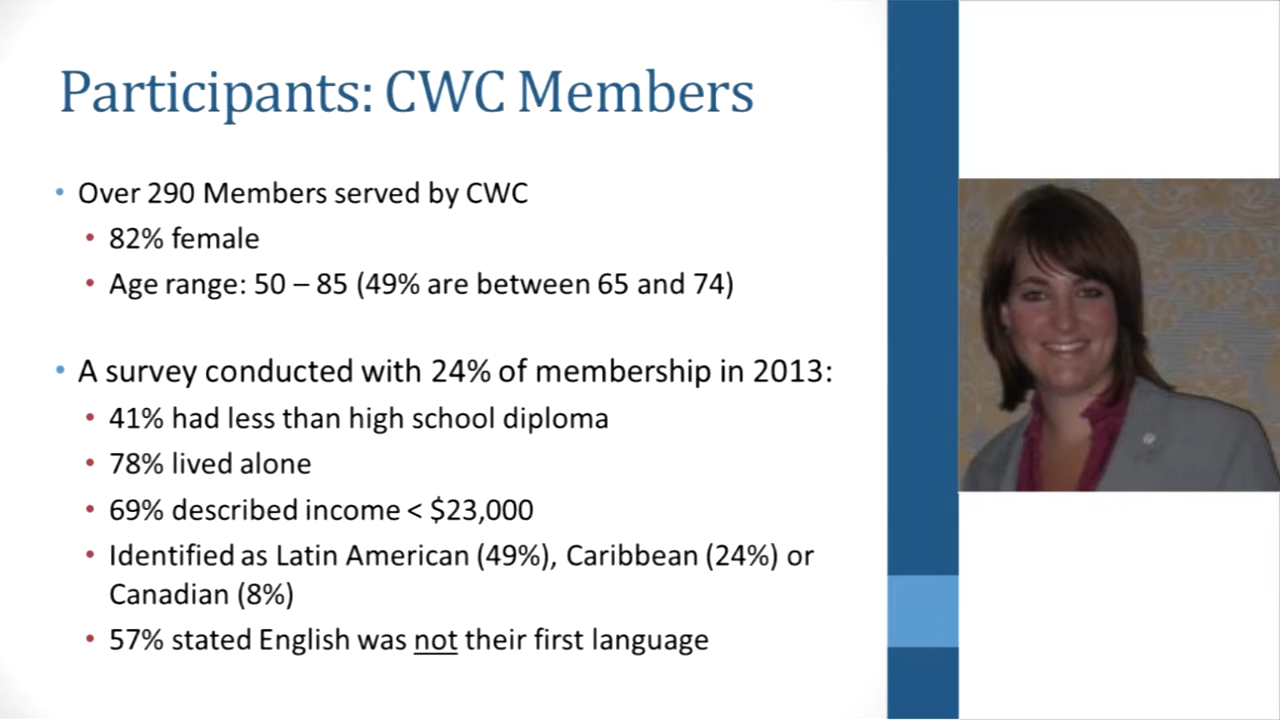 Participants: CWC Members
• Over 290 Members served by CWC
• 82% female
• Age range: 50 – 85 (49% are between 65 and 74)
• A survey conducted with 24% of membership in 2013:
• 41% had less than high school diploma
• 78% lived alone
• 69% described income < $23,000
• Identified as Latin American (49%), Caribbean (24%) or
Canadian (8%)
• 57% stated English was not their first language